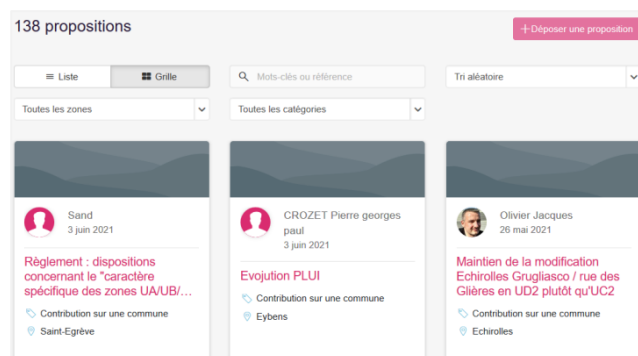 138 propositions
+Déposer une proposition
Liste
Grille
Mots-clés ou référence
Tri aléatoire
Toutes les zones
Toutes les catégories
Sand
3 juin 2021
Règlement : dispositions
concernant le "caractère
spécifique des zones UA/UB/…
Contribution sur une commune
Saint-Egrève
CROZET Pierre georges
paul
3 juin 2021
Evojution PLUI
Contribution sur une commune
Eybens
Olivier Jacques
26 mai 2021
Maintien de la modification
Echirolles Grugliasco / rue des
Glières en UD2 plutôt qu'UC2
Contribution sur une commune
Echirolles